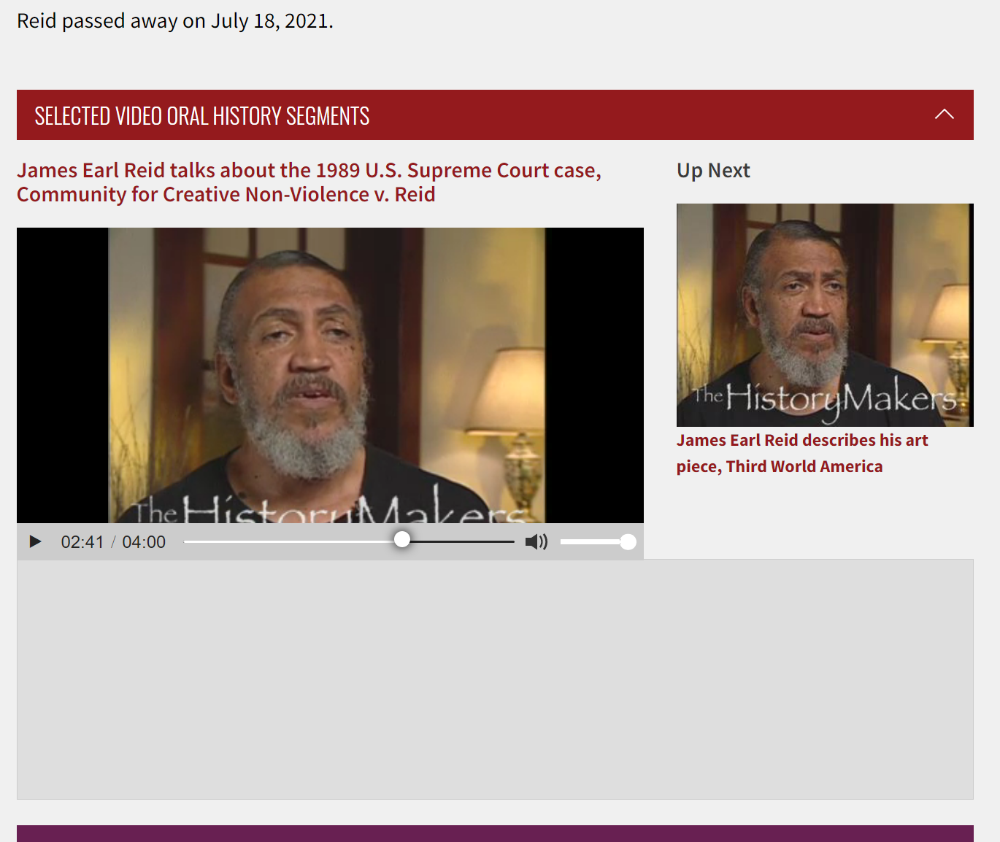 Reid passed away on July 18, 2021.
SELECTED VIDEO ORAL HISTORY SEGMENTS
James Earl Reid talks about the 1989 U.S. Supreme Court case,
Community for Creative Non-Violence v. Reid
The HistoryMakers
02:41 / 04:00
Up Next
The HistoryMakers
James Earl Reid describes his art
piece, Third World America